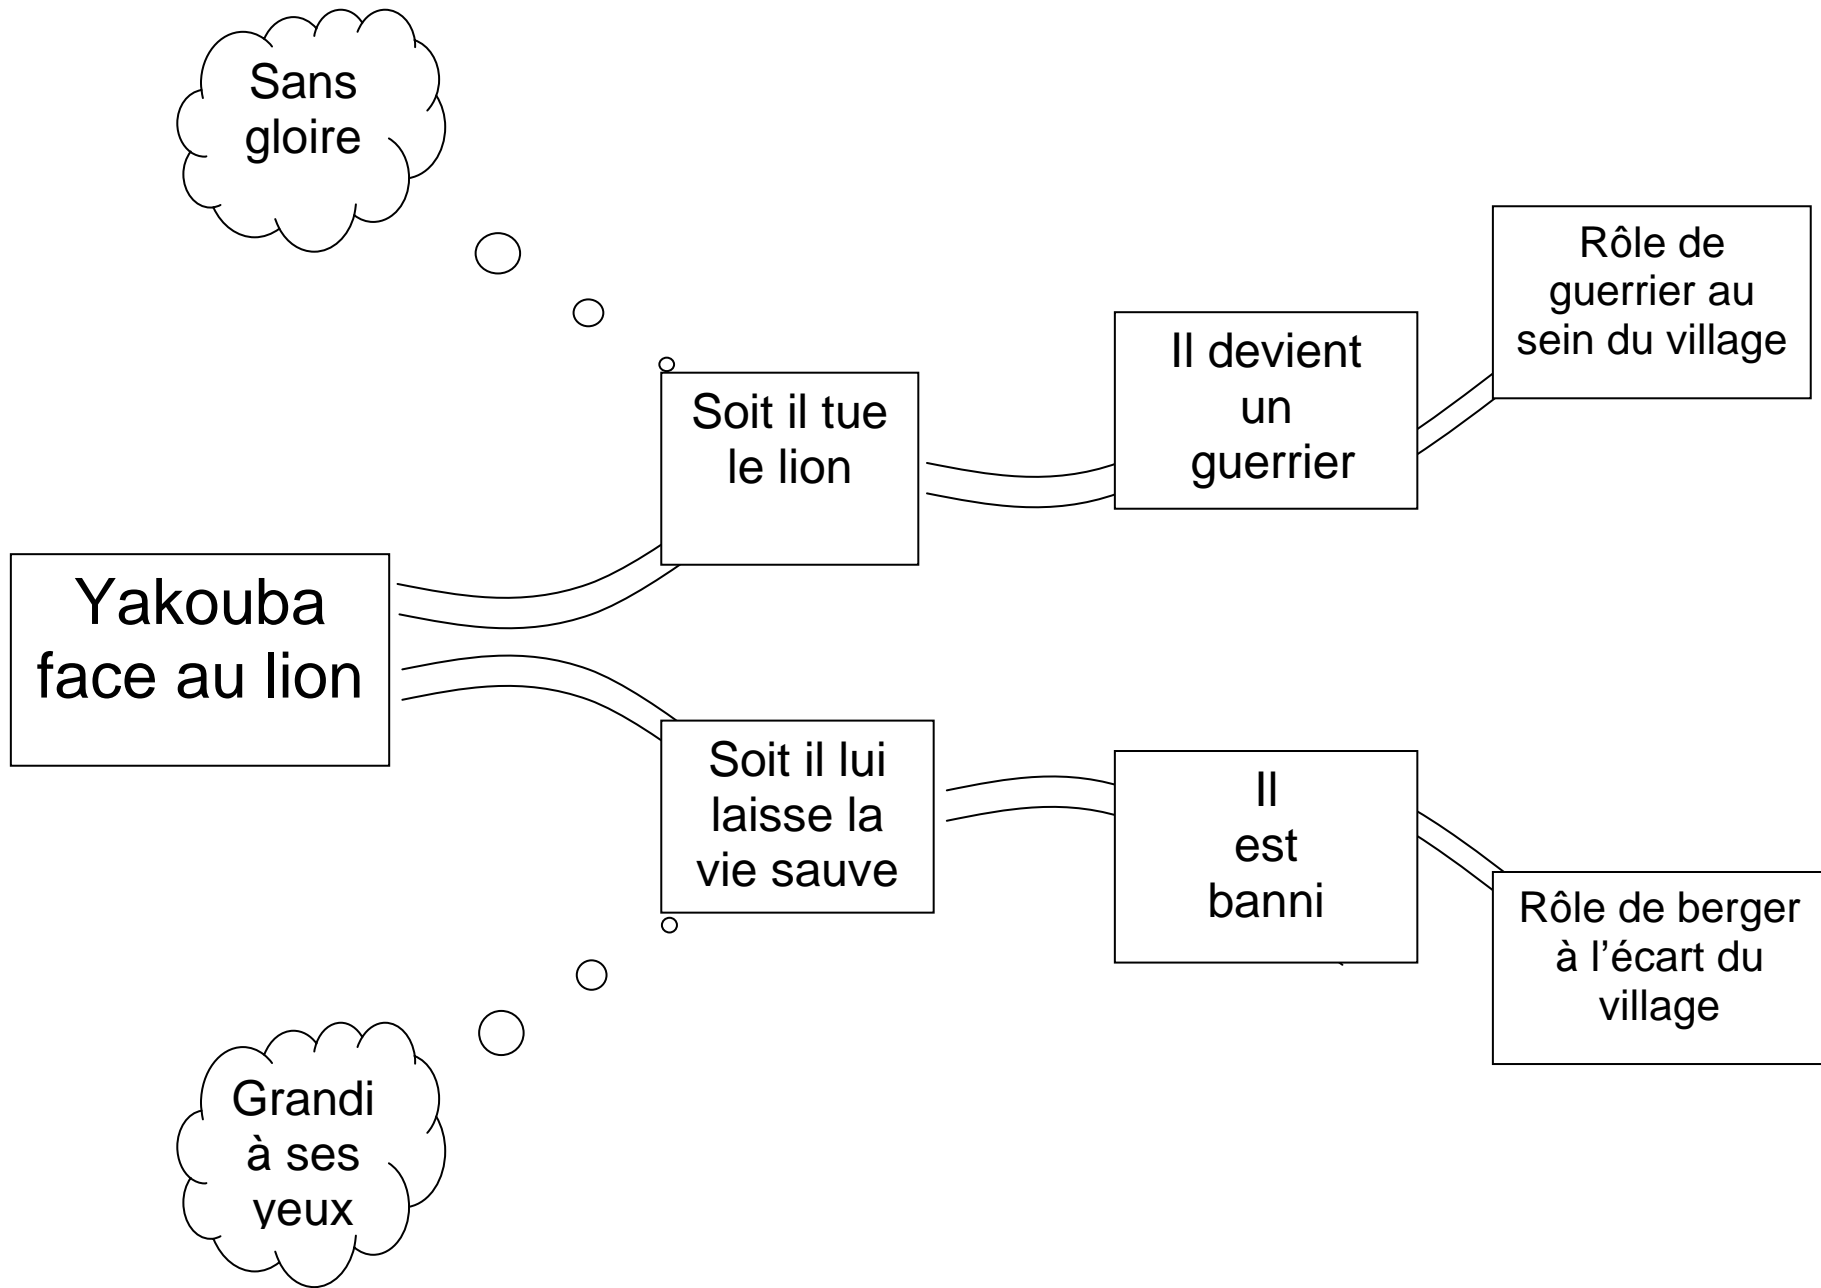 Sans
gloire
Rôle de
guerrier au
sein du village
Il devient
un
guerrier
Soit il tue
le lion
Yakouba
face au lion
Soit il lui
laisse la
vie sauve
Il
est
banni
Rôle de berger
à l’écart du
village
Grandi
à ses
yeux